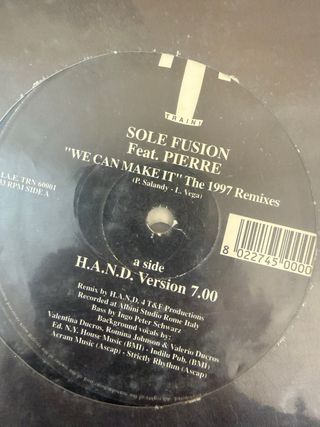 TRAIN!
SOLE FUSION
Feat. PIERRE
"WE CAN MAKE IT" The 1997 Remixes
(P. Salandy - L. Vega)
I.A.E. TRN 60001
33 RPM SIDE A
8 022745 0000
a side
H.A.N.D. Version 7.00
Remix by H.A.N.D. 4 T&F Productions
Recorded at Albini Studio Rome Italy
Bass by Ingo Peter Schwarz
Background vocals by:
Valentina Ducros, Romina Johnson & Valerio Ducros
Ed. N.Y. House Music (BMI) - Indilu Pub. (BMI)
Acram Music (Ascap) - Strictly Rhythm (Ascap)